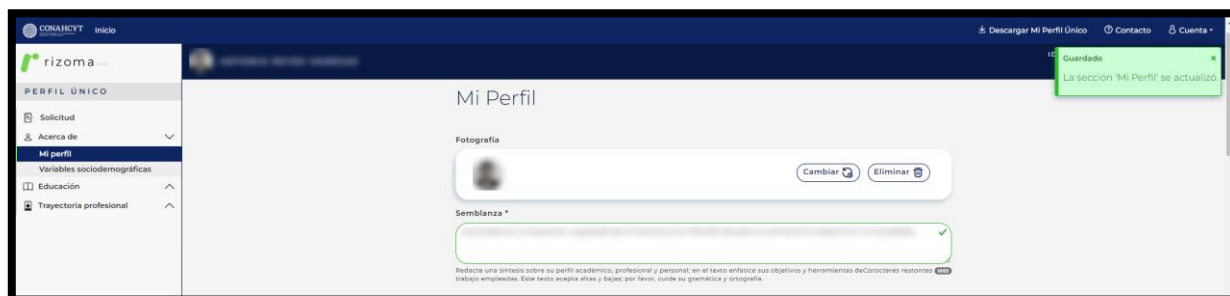 CONAHCYT Inicio
Descargar Mi Perfil Único Contacto Cuenta
rizoma
Guardado ×
La sección 'Mi Perfil' se actualizó.
PERFIL ÚNICO
Mi Perfil
Solicitud
Acerca de
Mi perfil
Variables sociodemográficas
Educación
Trayectoria profesional
Fotografía
Cambiar Eliminar
Semblanza *
Redacte una síntesis sobre su perfil académico, profesional y personal; en el texto enfatice sus objetivos y herramientas deCaracteres restantes
trabajo empleadas. Este texto acepta altas y bajas; por favor, cuide su gramática y ortografía.